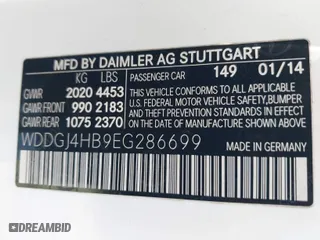 MFD BY DAIMLER AG STUTTGART
KG LBS PASSENGER CAR 149 01/14
GVWR 2020 4453
GAWR FRONT 990 2183
GAWR REAR 1075 2370
THIS VEHICLE CONFORMS TO ALL
APPLICABLE U.S. FEDERAL MOTOR
VEHICLE SAFETY, BUMPER,
AND THEFT PREVENTION STANDARDS
IN EFFECT ON THE DATE OF
MANUFACTURE SHOWN ABOVE
WDDGJ4HB9EG286699
MADE IN GERMANY
DREAMBID